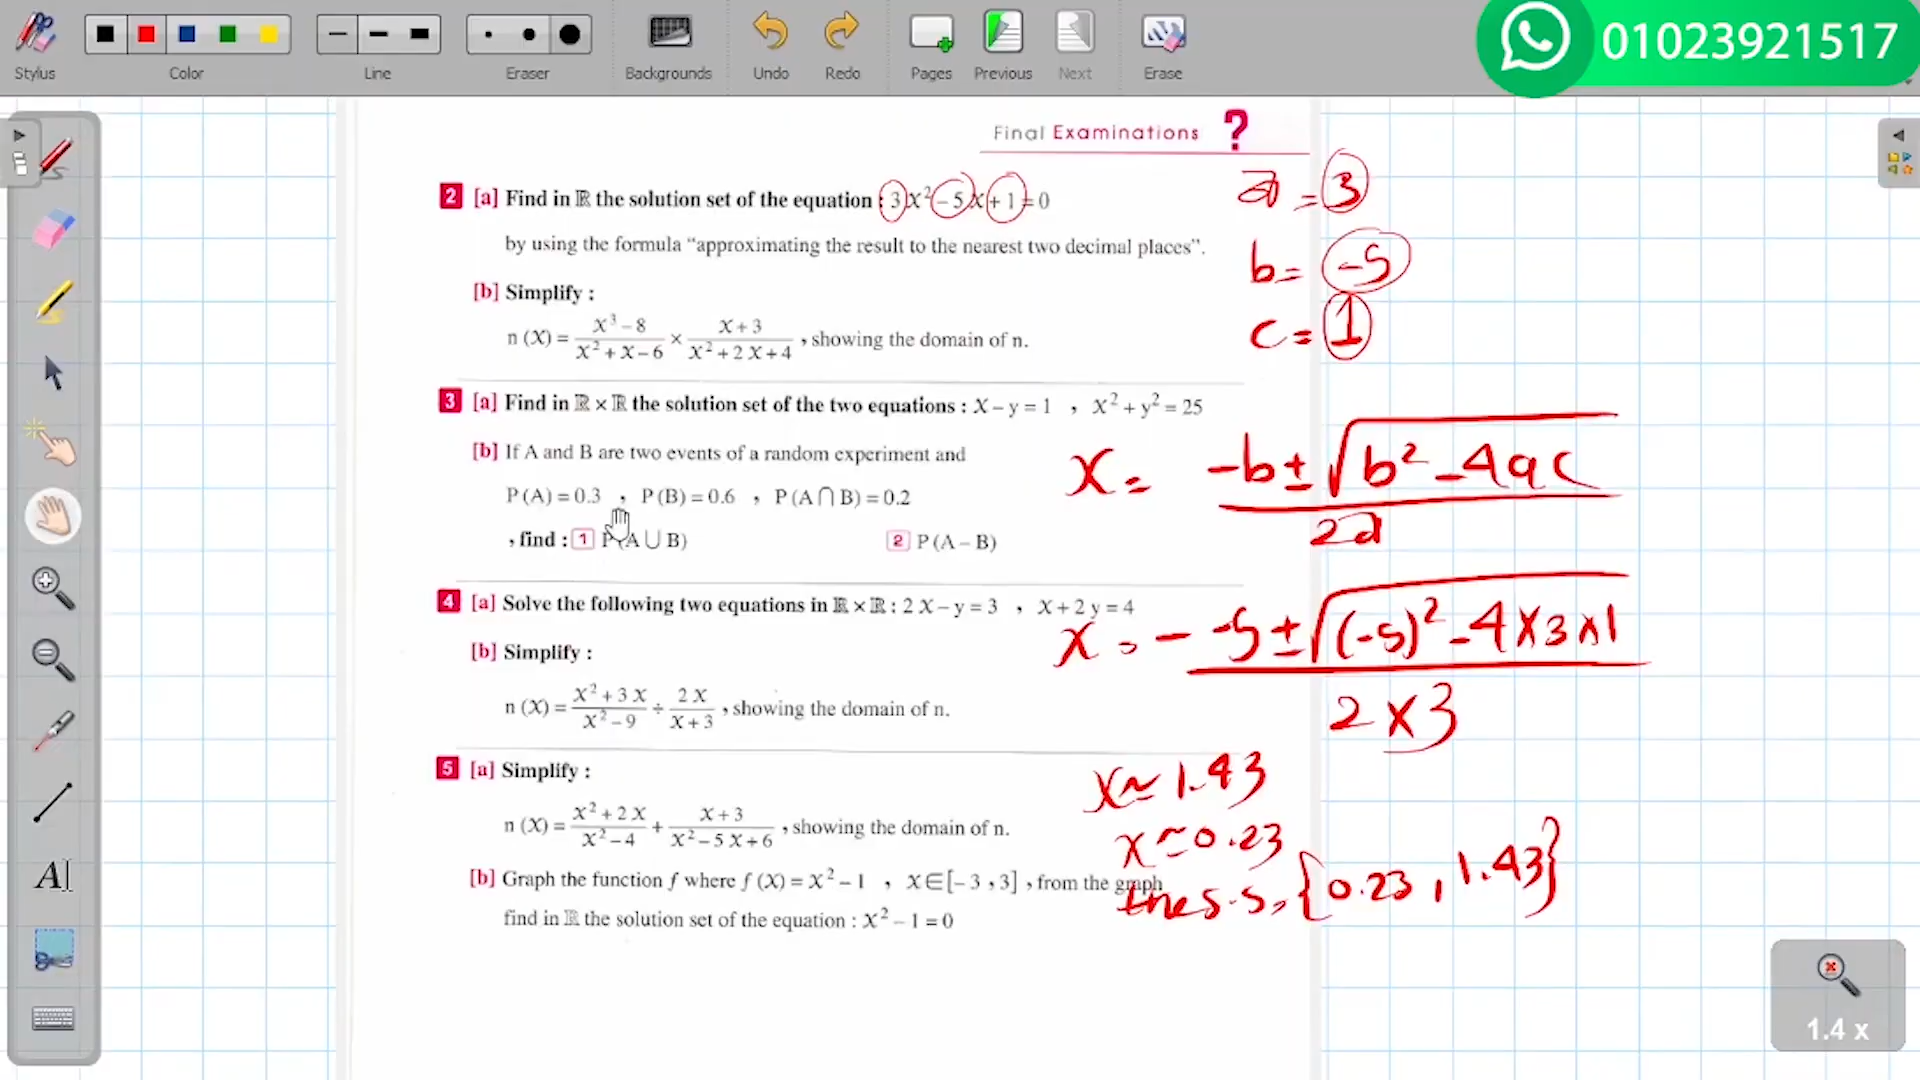 Stylus
Color
Line
Eraser
Backgrounds
Undo
Redo
Pages
Previous
Next
Erase
01023921517
Final Examinations ?
2 [a] Find in ℝ the solution set of the equation : 3 X² − 5 X + 1 = 0
by using the formula “approximating the result to the nearest two decimal places”.
[b] Simplify :
n (X) = (X³ − 8)/(X² + X − 6) × (X + 3)/(X² + 2 X + 4) , showing the domain of n.
3 [a] Find in ℝ × ℝ the solution set of the two equations : X − y = 1 , X² + y² = 25
[b] If A and B are two events of a random experiment and
P (A) = 0.3 , P (B) = 0.6 , P (A ∩ B) = 0.2
, find : 1 P (A ∪ B) 2 P (A − B)
4 [a] Solve the following two equations in ℝ × ℝ : 2 X − y = 3 , X + 2 y = 4
[b] Simplify :
n (X) = (X² + 3 X)/(X² − 9) ÷ (2 X)/(X + 3) , showing the domain of n.
5 [a] Simplify :
n (X) = (X² + 2 X)/(X² − 4) + (X + 3)/(X² − 5 X + 6) , showing the domain of n.
[b] Graph the function f where f (X) = X² − 1 , X ∈ [− 3 , 3] , from the graph
find in ℝ the solution set of the equation : X² − 1 = 0
a = 3
b = -5
c = 1
x = (-b ± √(b² - 4ac))/(2a)
x = (- -5 ± √((-5)² - 4×3×1))/(2×3)
x ≃ 1.43
x ≃ 0.23
the S.S = {0.23 , 1.43}
A
1.4 x